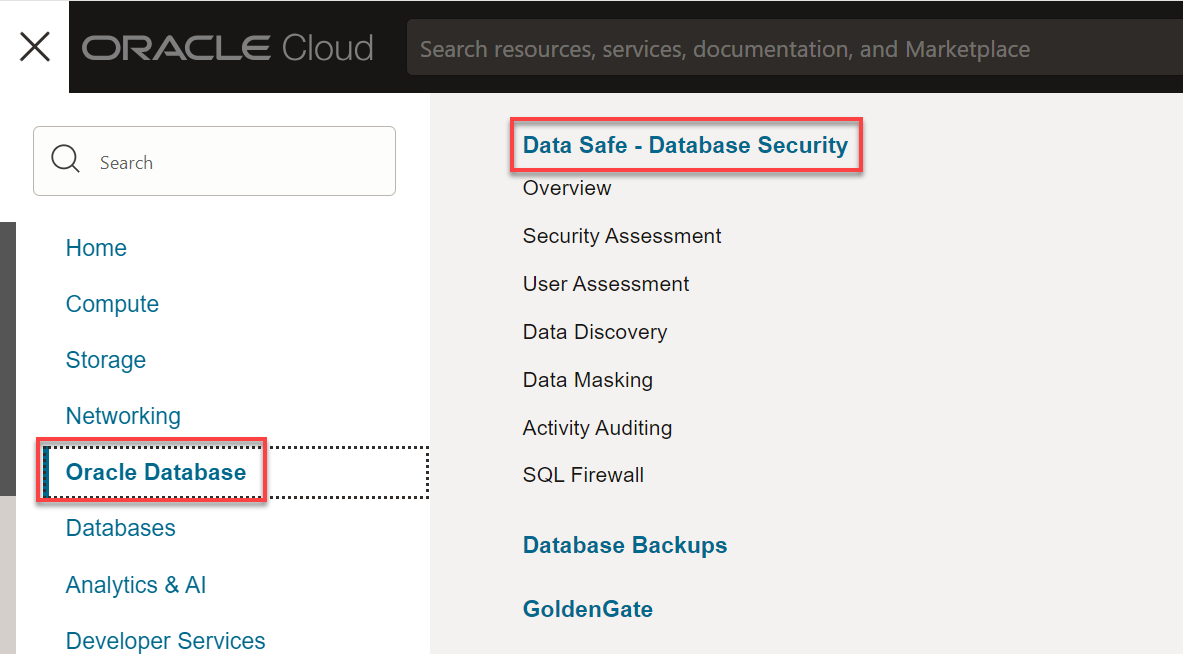 ORACLE Cloud
Search resources, services, documentation, and Marketplace
Search
Home
Compute
Storage
Networking
Oracle Database
Databases
Analytics & AI
Developer Services
Data Safe - Database Security
Overview
Security Assessment
User Assessment
Data Discovery
Data Masking
Activity Auditing
SQL Firewall
Database Backups
GoldenGate